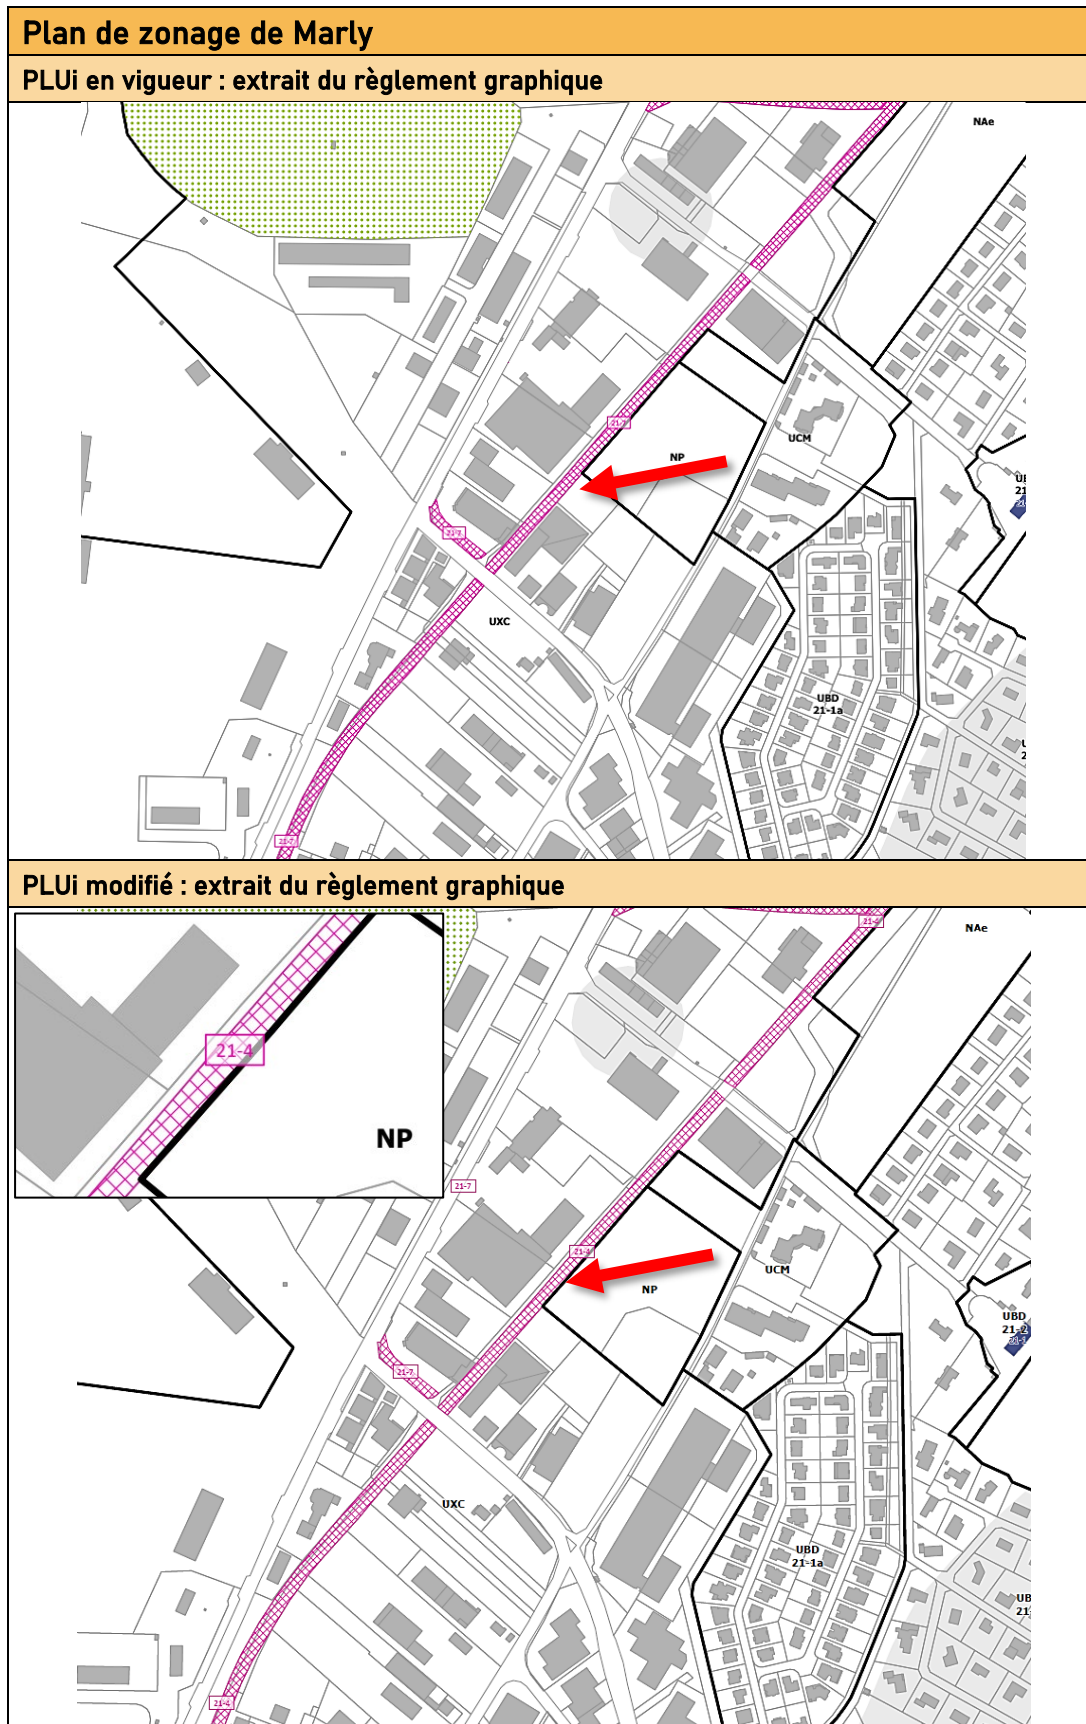 Plan de zonage de Marly
PLUi en vigueur : extrait du règlement graphique
NAe
21-7
UCM
NP
21-7
UXC
UBD
21-1a
21-7
PLUi modifié : extrait du règlement graphique
21-4
NAe
21-4
NP
21-7
21-4
UCM
NP
UBD
21-2
21-7
UXC
UBD
21-1a
UB
21
21-4